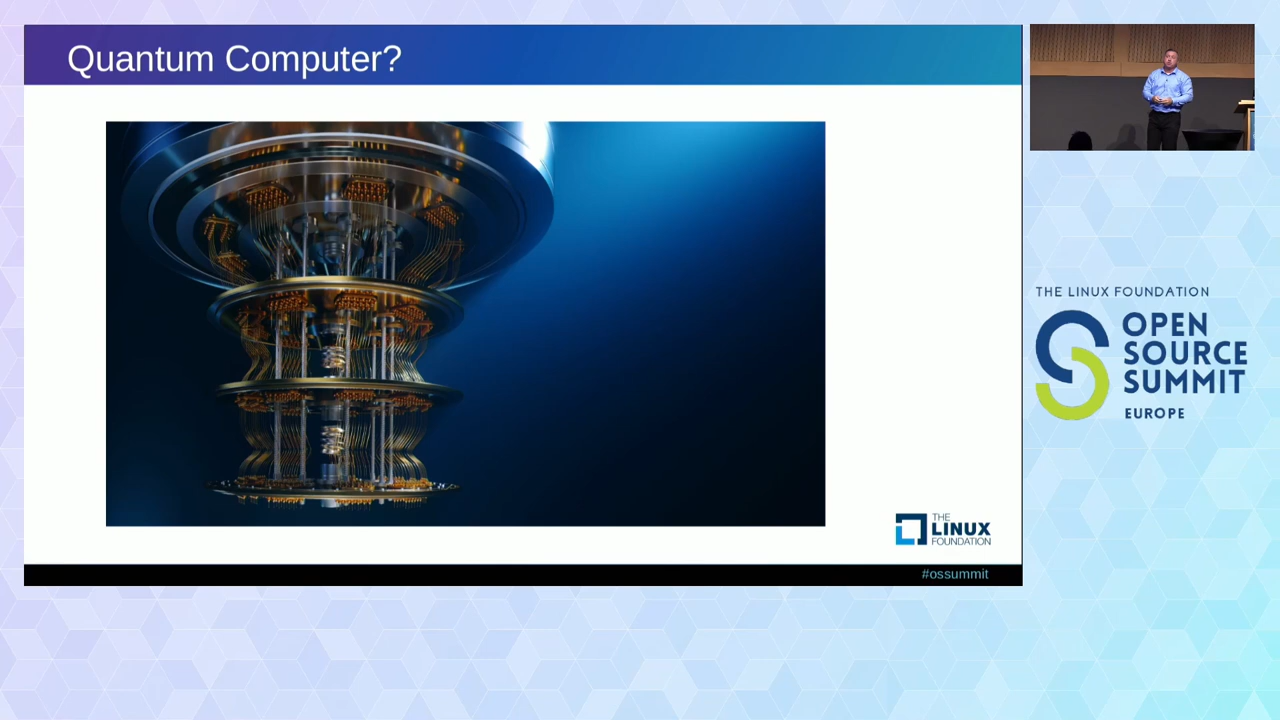 Quantum Computer?
THE
LINUX
FOUNDATION
#ossummit
THE LINUX FOUNDATION
OPEN
SOURCE
SUMMIT
EUROPE